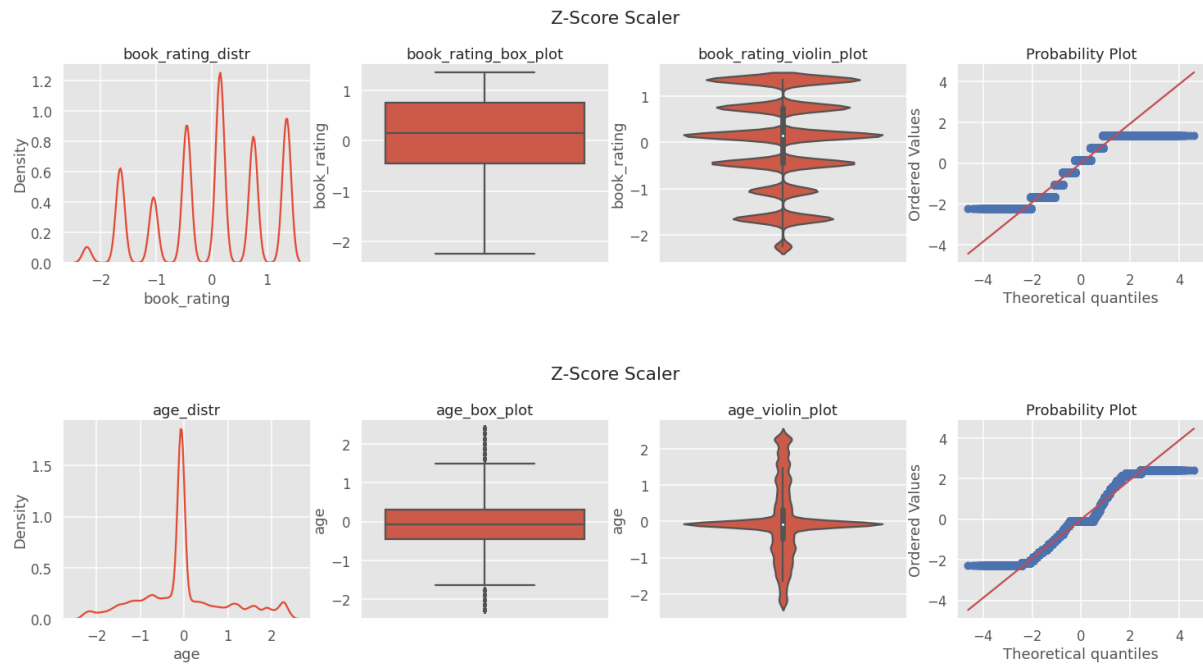 Z-Score Scaler
book_rating_distr
book_rating_box_plot
book_rating_violin_plot
Probability Plot
1.2
1.0
0.8
0.6
0.4
0.2
0.0
Density
−2
−1
0
1
book_rating
1
0
−1
−2
book_rating
1
0
−1
−2
book_rating
4
2
0
−2
−4
Ordered Values
−4
−2
0
2
4
Theoretical quantiles
Z-Score Scaler
age_distr
age_box_plot
age_violin_plot
Probability Plot
1.5
1.0
0.5
0.0
Density
−2
−1
0
1
2
age
2
1
0
−1
−2
age
2
1
0
−1
−2
age
4
2
0
−2
−4
Ordered Values
−4
−2
0
2
4
Theoretical quantiles